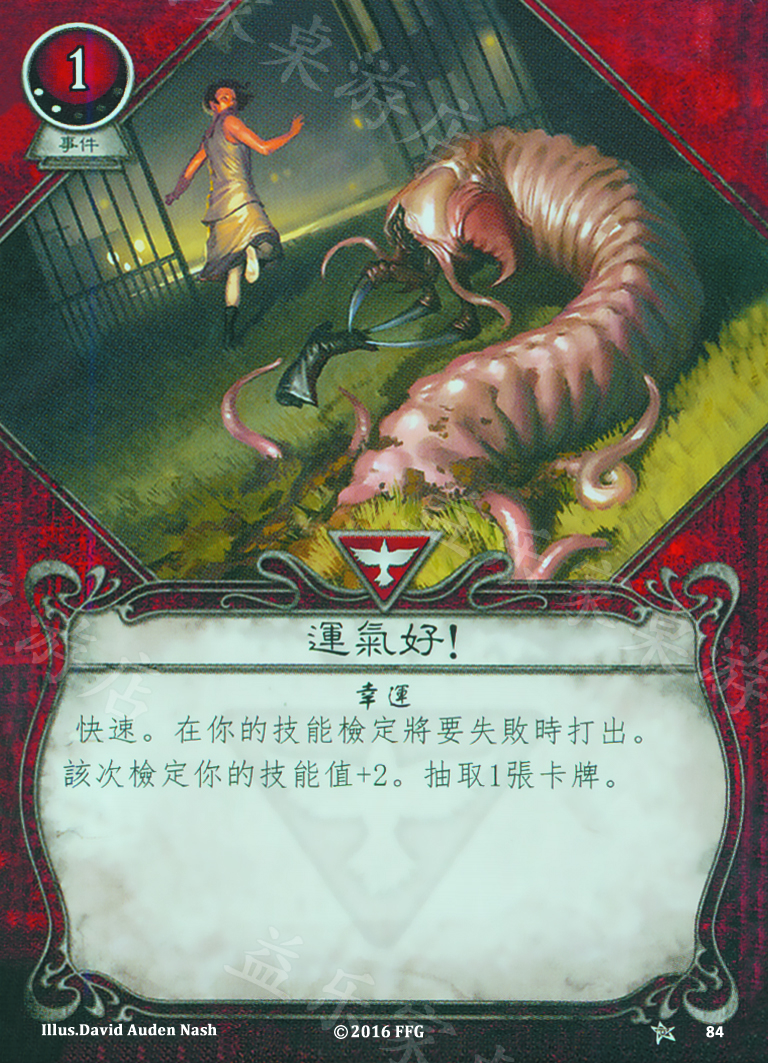 1
事件
運氣好!
幸運
快速。在你的技能檢定將要失敗時打出。
該次檢定你的技能值+2。抽取1張卡牌。
益乐
Illus.David Auden Nash
©2016 FFG
84